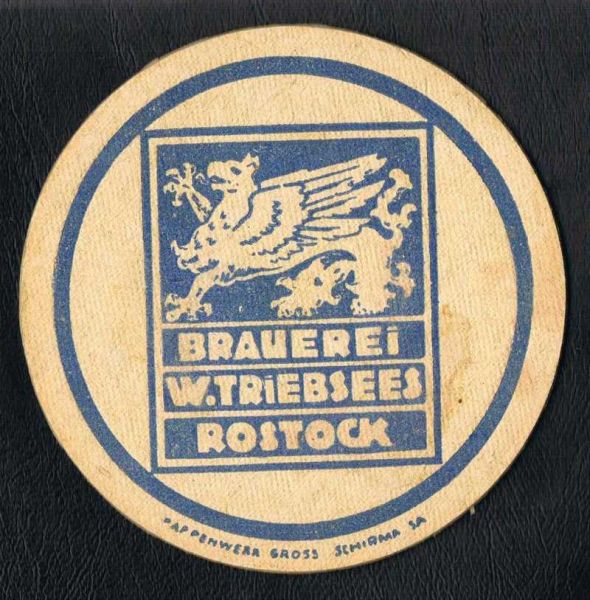 BRAUEREi
W.TRiEBSEES
ROSTOCK
PAPPENWERK GROSS SCHIRMA SA